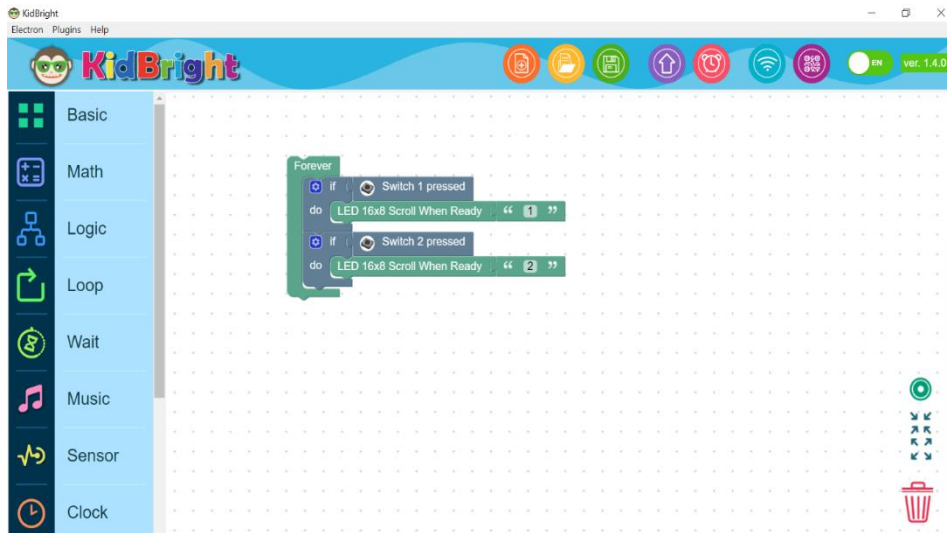 KidBright
Electron Plugins Help
KidBright
EN
ver. 1.4.0
Basic
Math
Logic
Loop
Wait
Music
Sensor
Clock
Forever
if Switch 1 pressed
do LED 16x8 Scroll When Ready “ 1 ”
if Switch 2 pressed
do LED 16x8 Scroll When Ready “ 2 ”